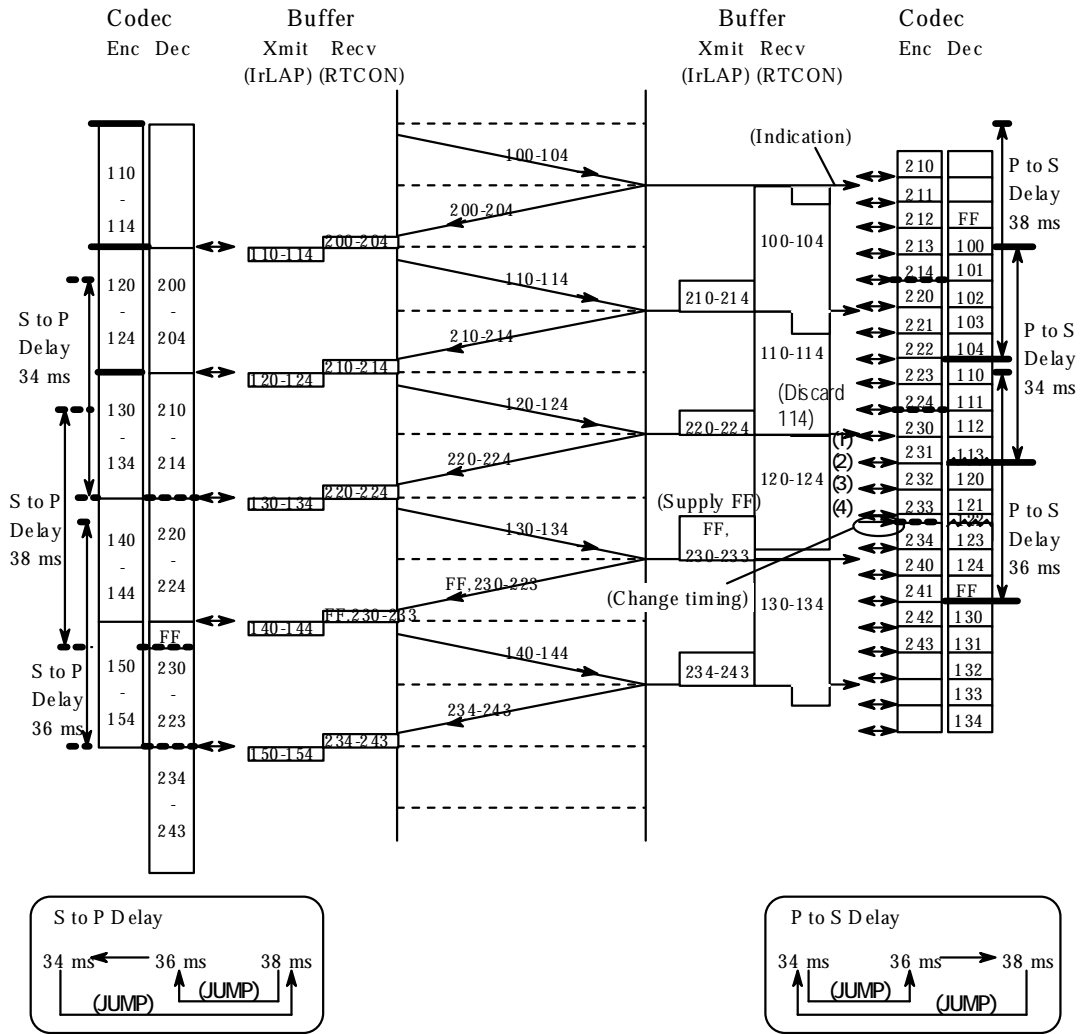 Codec
Buffer
Buffer
Codec
Enc Dec
Xmit Recv
Xmit Recv
Enc Dec
(IrLAP) (RTCON)
(IrLAP) (RTCON)
110
-
114
120
-
124
130
-
134
140
-
144
150
-
154
200
-
204
210
-
214
220
-
224
FF
230
-
223
234
-
243
S to P
Delay
34 ms
S to P
Delay
38 ms
S to P
Delay
36 ms
200-204
110-114
210-214
120-124
220-224
130-134
FF,230-233
140-144
234-243
150-154
100-104
200-204
110-114
210-214
120-124
220-224
130-134
FF,230-223
140-144
234-243
(Indication)
100-104
210-214
110-114
(Discard
114)
220-224
120-124
(Supply FF)
FF,
230-233
(Change timing)
130-134
234-243
(1)
(2)
(3)
(4)
210
211
212
213
214
220
221
222
223
224
230
231
232
233
234
240
241
242
243
FF
100
101
102
103
104
110
111
112
113
120
121
122
123
124
FF
130
131
132
133
134
P to S
Delay
38 ms
P to S
Delay
34 ms
P to S
Delay
36 ms
S to P Delay
34 ms 36 ms 38 ms
(JUMP) (JUMP)
P to S Delay
34 ms 36 ms 38 ms
(JUMP) (JUMP)